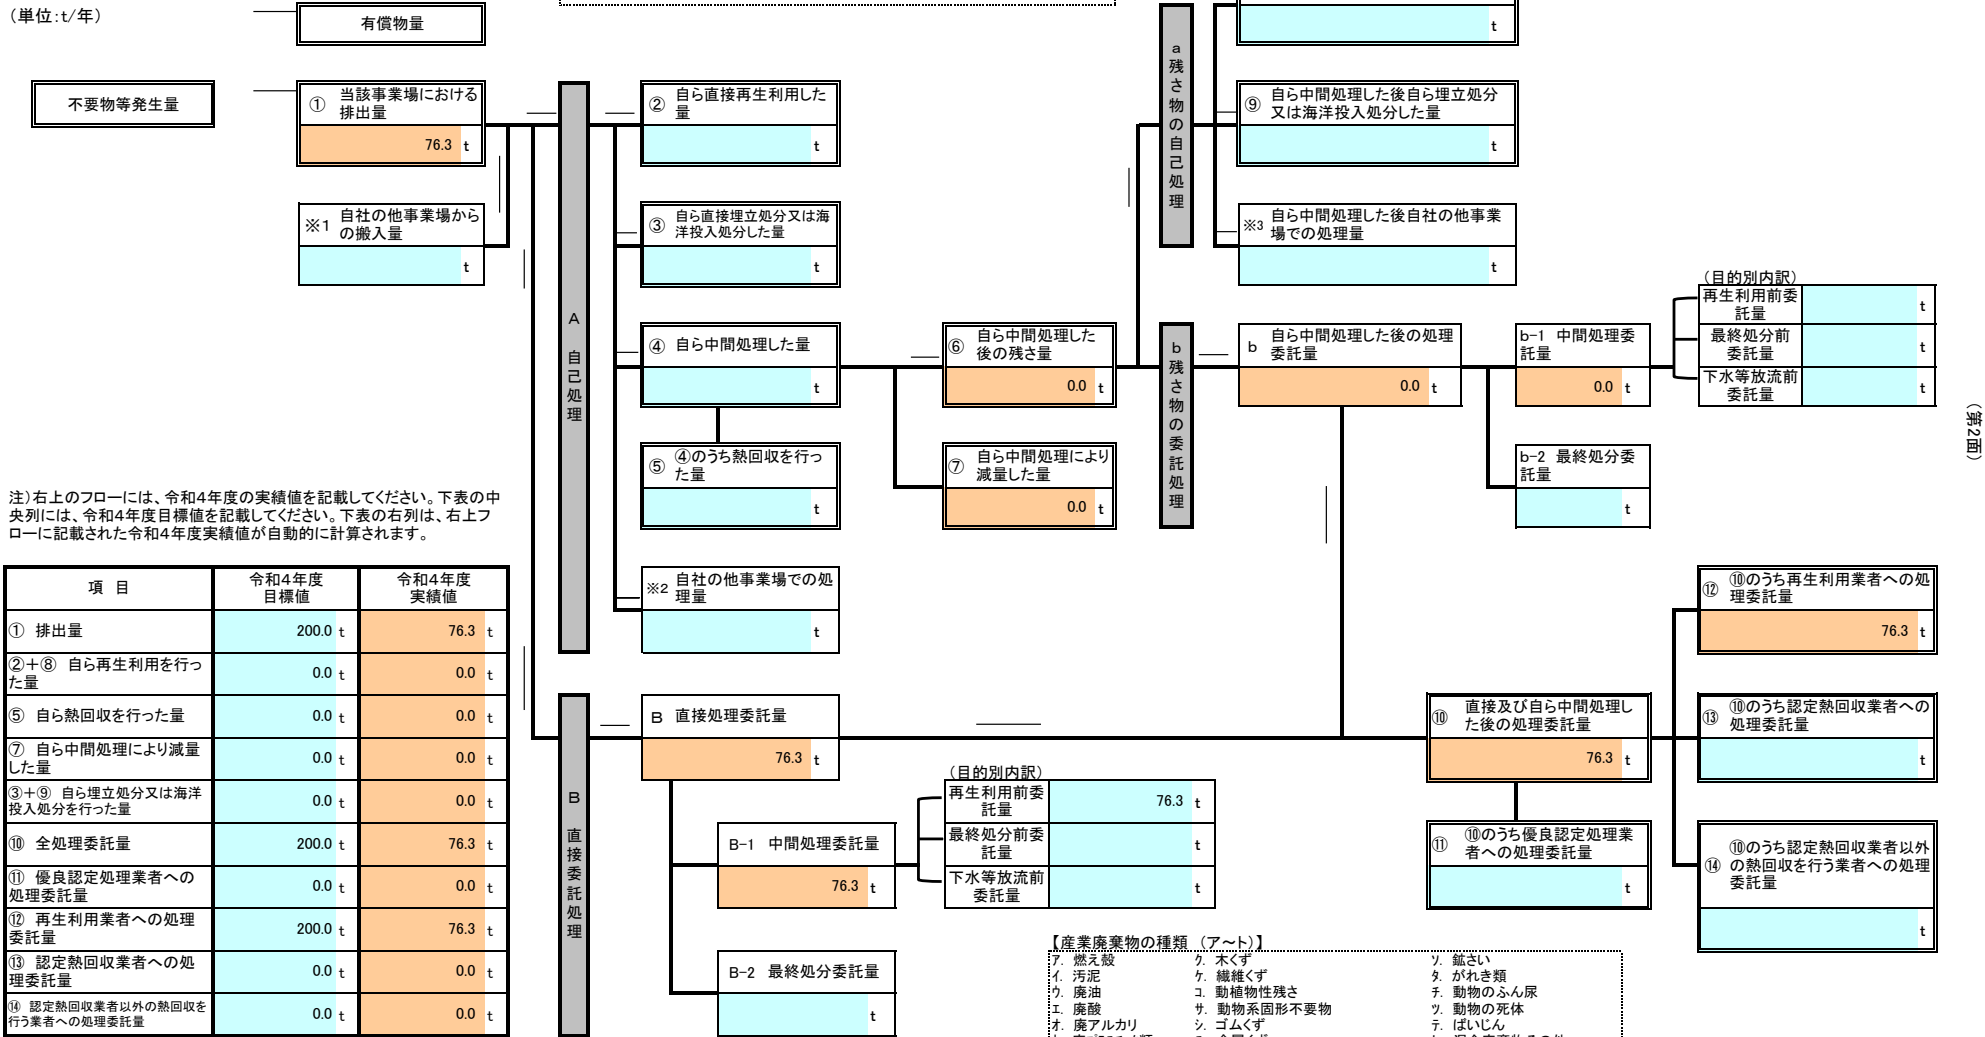 （単位：ｔ/年）
有償物量
t
不要物等発生量
① 当該事業場における
排出量
76.3 t
※1 自社の他事業場から
の搬入量
t
A 自己処理
② 自ら直接再生利用した
量
t
③ 自ら直接埋立処分又は海
洋投入処分した量
t
④ 自ら中間処理した量
t
⑤ ④のうち熱回収を行っ
た量
t
※2 自社の他事業場での処
理量
t
⑥ 自ら中間処理した
後の残さ量
0.0 t
⑦ 自ら中間処理により
減量した量
0.0 t
a 残さ物の自己処理
⑨ 自ら中間処理した後自ら埋立処分
又は海洋投入処分した量
t
※3 自ら中間処理した後自社の他事業
場での処理量
t
b 残さ物の委託処理
b 自ら中間処理した後の処理
委託量
0.0 t
b-1 中間処理委
託量
0.0 t
b-2 最終処分委
託量
t
（目的別内訳）
再生利用前委
託量
t
最終処分前
委託量
t
下水等放流前
委託量
t
（第2面）
注）右上のフローには、令和４年度の実績値を記載してください。下表の中
央列には、令和４年度目標値を記載してください。下表の右列は、右上フ
ローに記載された令和４年度実績値が自動的に計算されます。
項 目 令和４年度
目標値 令和４年度
実績値
① 排出量 200.0 t 76.3 t
②＋⑧ 自ら再生利用を行っ
た量 0.0 t 0.0 t
⑤ 自ら熱回収を行った量 0.0 t 0.0 t
⑦ 自ら中間処理により減量
した量 0.0 t 0.0 t
③＋⑨ 自ら埋立処分又は海洋
投入処分を行った量 0.0 t 0.0 t
⑩ 全処理委託量 200.0 t 76.3 t
⑪ 優良認定処理業者への
処理委託量 0.0 t 0.0 t
⑫ 再生利用業者への処理
委託量 200.0 t 76.3 t
⑬ 認定熱回収業者への処
理委託量 0.0 t 0.0 t
⑭ 認定熱回収業者以外の熱回収を
行う業者への処理委託量 0.0 t 0.0 t
B 直接委託処理
B 直接処理委託量
76.3 t
B-1 中間処理委託量
76.3 t
B-2 最終処分委託量
t
（目的別内訳）
再生利用前委
託量
76.3 t
最終処分前委
託量
t
下水等放流前
委託量
t
⑩ 直接及び自ら中間処理し
た後の処理委託量
76.3 t
⑪ ⑩のうち優良認定処理業
者への処理委託量
t
⑫ ⑩のうち再生利用業者への処
理委託量
76.3 t
⑬ ⑩のうち認定熱回収業者への
処理委託量
t
⑭ ⑩のうち認定熱回収業者以外
の熱回収を行う業者への処理
委託量
t
【産業廃棄物の種類 （ア～ト）】
ア. 燃え殻 ク. 木くず ソ. 鉱さい
イ. 汚泥 ケ. 繊維くず タ. がれき類
ウ. 廃油 コ. 動植物性残さ チ. 動物のふん尿
エ. 廃酸 サ. 動物系固形不要物 ツ. 動物の死体
オ. 廃アルカリ シ. ゴムくず テ. ばいじん